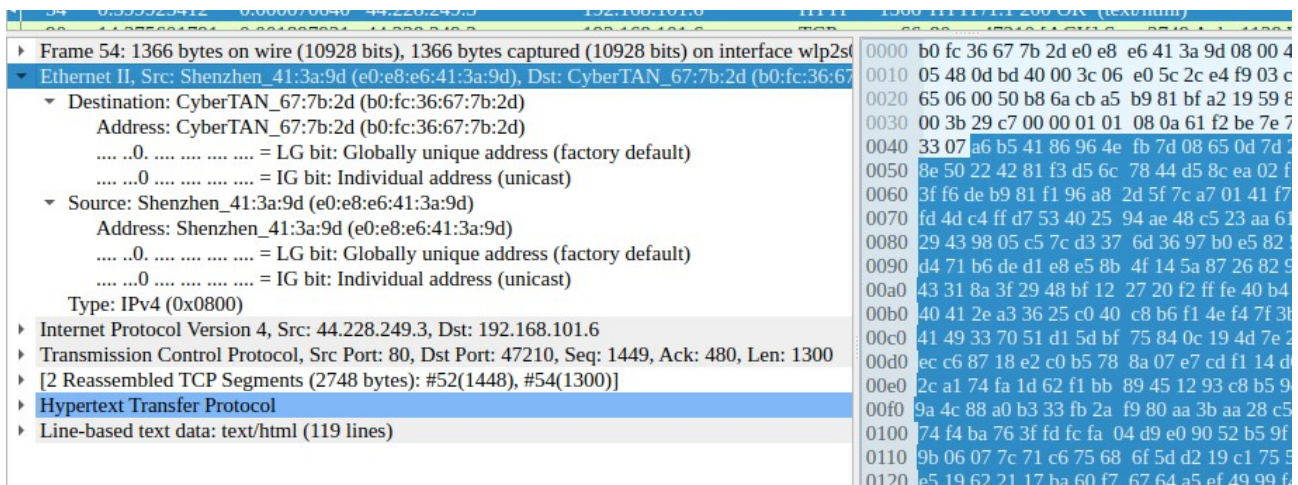 Frame 54: 1366 bytes on wire (10928 bits), 1366 bytes captured (10928 bits) on interface wlp2s(
Ethernet II, Src: Shenzhen_41:3a:9d (e0:e8:e6:41:3a:9d), Dst: CyberTAN_67:7b:2d (b0:fc:36:67
Destination: CyberTAN_67:7b:2d (b0:fc:36:67:7b:2d)
Address: CyberTAN_67:7b:2d (b0:fc:36:67:7b:2d)
.... ..0. .... .... .... .... = LG bit: Globally unique address (factory default)
.... ...0 .... .... .... .... = IG bit: Individual address (unicast)
Source: Shenzhen_41:3a:9d (e0:e8:e6:41:3a:9d)
Address: Shenzhen_41:3a:9d (e0:e8:e6:41:3a:9d)
.... ..0. .... .... .... .... = LG bit: Globally unique address (factory default)
.... ...0 .... .... .... .... = IG bit: Individual address (unicast)
Type: IPv4 (0x0800)
Internet Protocol Version 4, Src: 44.228.249.3, Dst: 192.168.101.6
Transmission Control Protocol, Src Port: 80, Dst Port: 47210, Seq: 1449, Ack: 480, Len: 1300
[2 Reassembled TCP Segments (2748 bytes): #52(1448), #54(1300)]
Hypertext Transfer Protocol
Line-based text data: text/html (119 lines)
0000 b0 fc 36 67 7b 2d e0 e8 e6 41 3a 9d 08 00 4
0010 05 48 0d bd 40 00 3c 06 e0 5c 2c e4 f9 03 c
0020 65 06 00 50 b8 6a cb a5 b9 81 bf a2 19 59 8
0030 00 3b 29 c7 00 00 01 01 08 0a 61 f2 be 7e 7
0040 33 07 a6 b5 41 86 96 4e fb 7d 08 65 0d 7d 2
0050 8e 50 22 42 81 f3 d5 6c 78 44 d5 8c ea 02 f
0060 3f f6 de b9 81 f1 96 a8 2d 5f 7c a7 01 41 f7
0070 fd 4d c4 ff d7 53 40 25 94 ae 48 c5 23 aa 61
0080 29 43 98 05 c5 7c d3 37 6d 36 97 b0 e5 82
0090 d4 71 b6 de d1 e8 e5 8b 4f 14 5a 87 26 82 9
00a0 43 31 8a 3f 29 48 bf 12 27 20 f2 ff fe 40 b4
00b0 40 41 2e a3 36 25 c0 40 c8 b6 f1 4e f4 7f 3b
00c0 41 49 33 70 51 d1 5d bf 75 84 0c 19 4d 7e 2
00d0 ec c6 87 18 e2 c0 b5 78 8a 07 e7 cd f1 14 d
00e0 2c a1 74 fa 1d 62 f1 bb 89 45 12 93 c8 b5 9
00f0 9a 4c 88 a0 b3 33 fb 2a f9 80 aa 3b aa 28 c5
0100 74 f4 ba 76 3f fd fc fa 04 d9 e0 90 52 b5 9f
0110 9b 06 07 7c 71 c6 75 68 6f 5d d2 19 c1 75 5
0120 e5 19 62 21 17 ba 60 f7 67 64 a5 ef 49 99